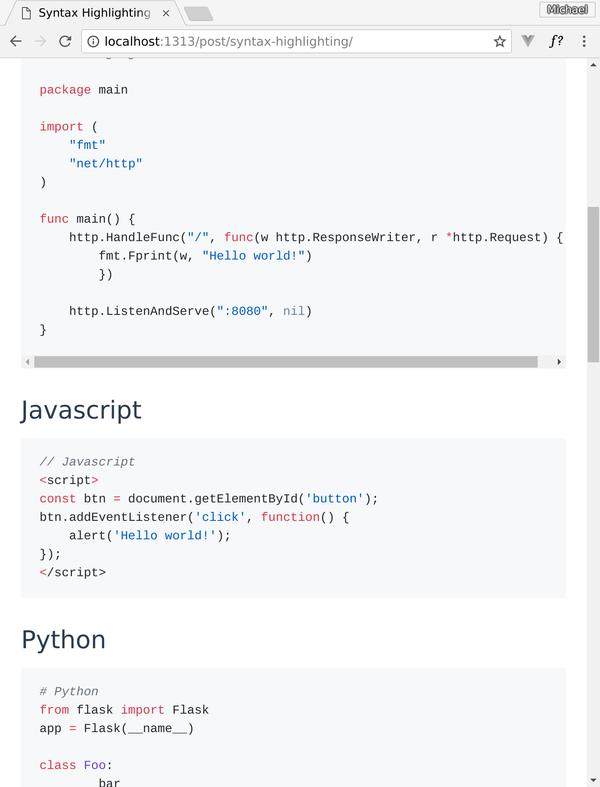 Syntax Highlighting
Michael
localhost:1313/post/syntax-highlighting/
f?
package main
import (
    "fmt"
    "net/http"
)
func main() {
    http.HandleFunc("/", func(w http.ResponseWriter, r *http.Request) {
        fmt.Fprint(w, "Hello world!")
        })
    http.ListenAndServe(":8080", nil)
}
Javascript
// Javascript
<script>
const btn = document.getElementById('button');
btn.addEventListener('click', function() {
    alert('Hello world!');
});
</script>
Python
# Python
from flask import Flask
app = Flask(__name__)
class Foo:
        bar